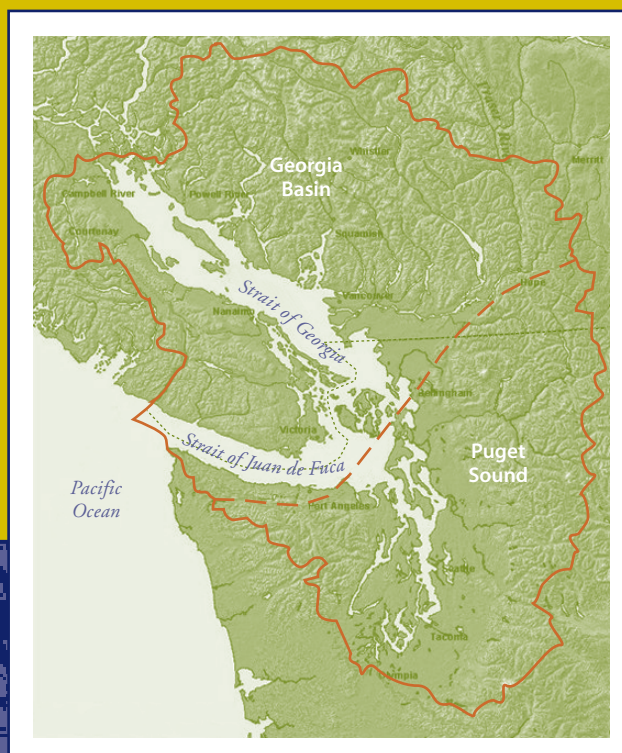 Whistler
Merritt
Georgia
Basin
Campbell River
Powell River
Courtenay
Squamish
Hope
Strait of Georgia
Vancouver
Nanaimo
Bellingham
Victoria
Strait of Juan de Fuca
Puget
Sound
Pacific
Ocean
Port Angeles
Seattle
Tacoma
Olympia